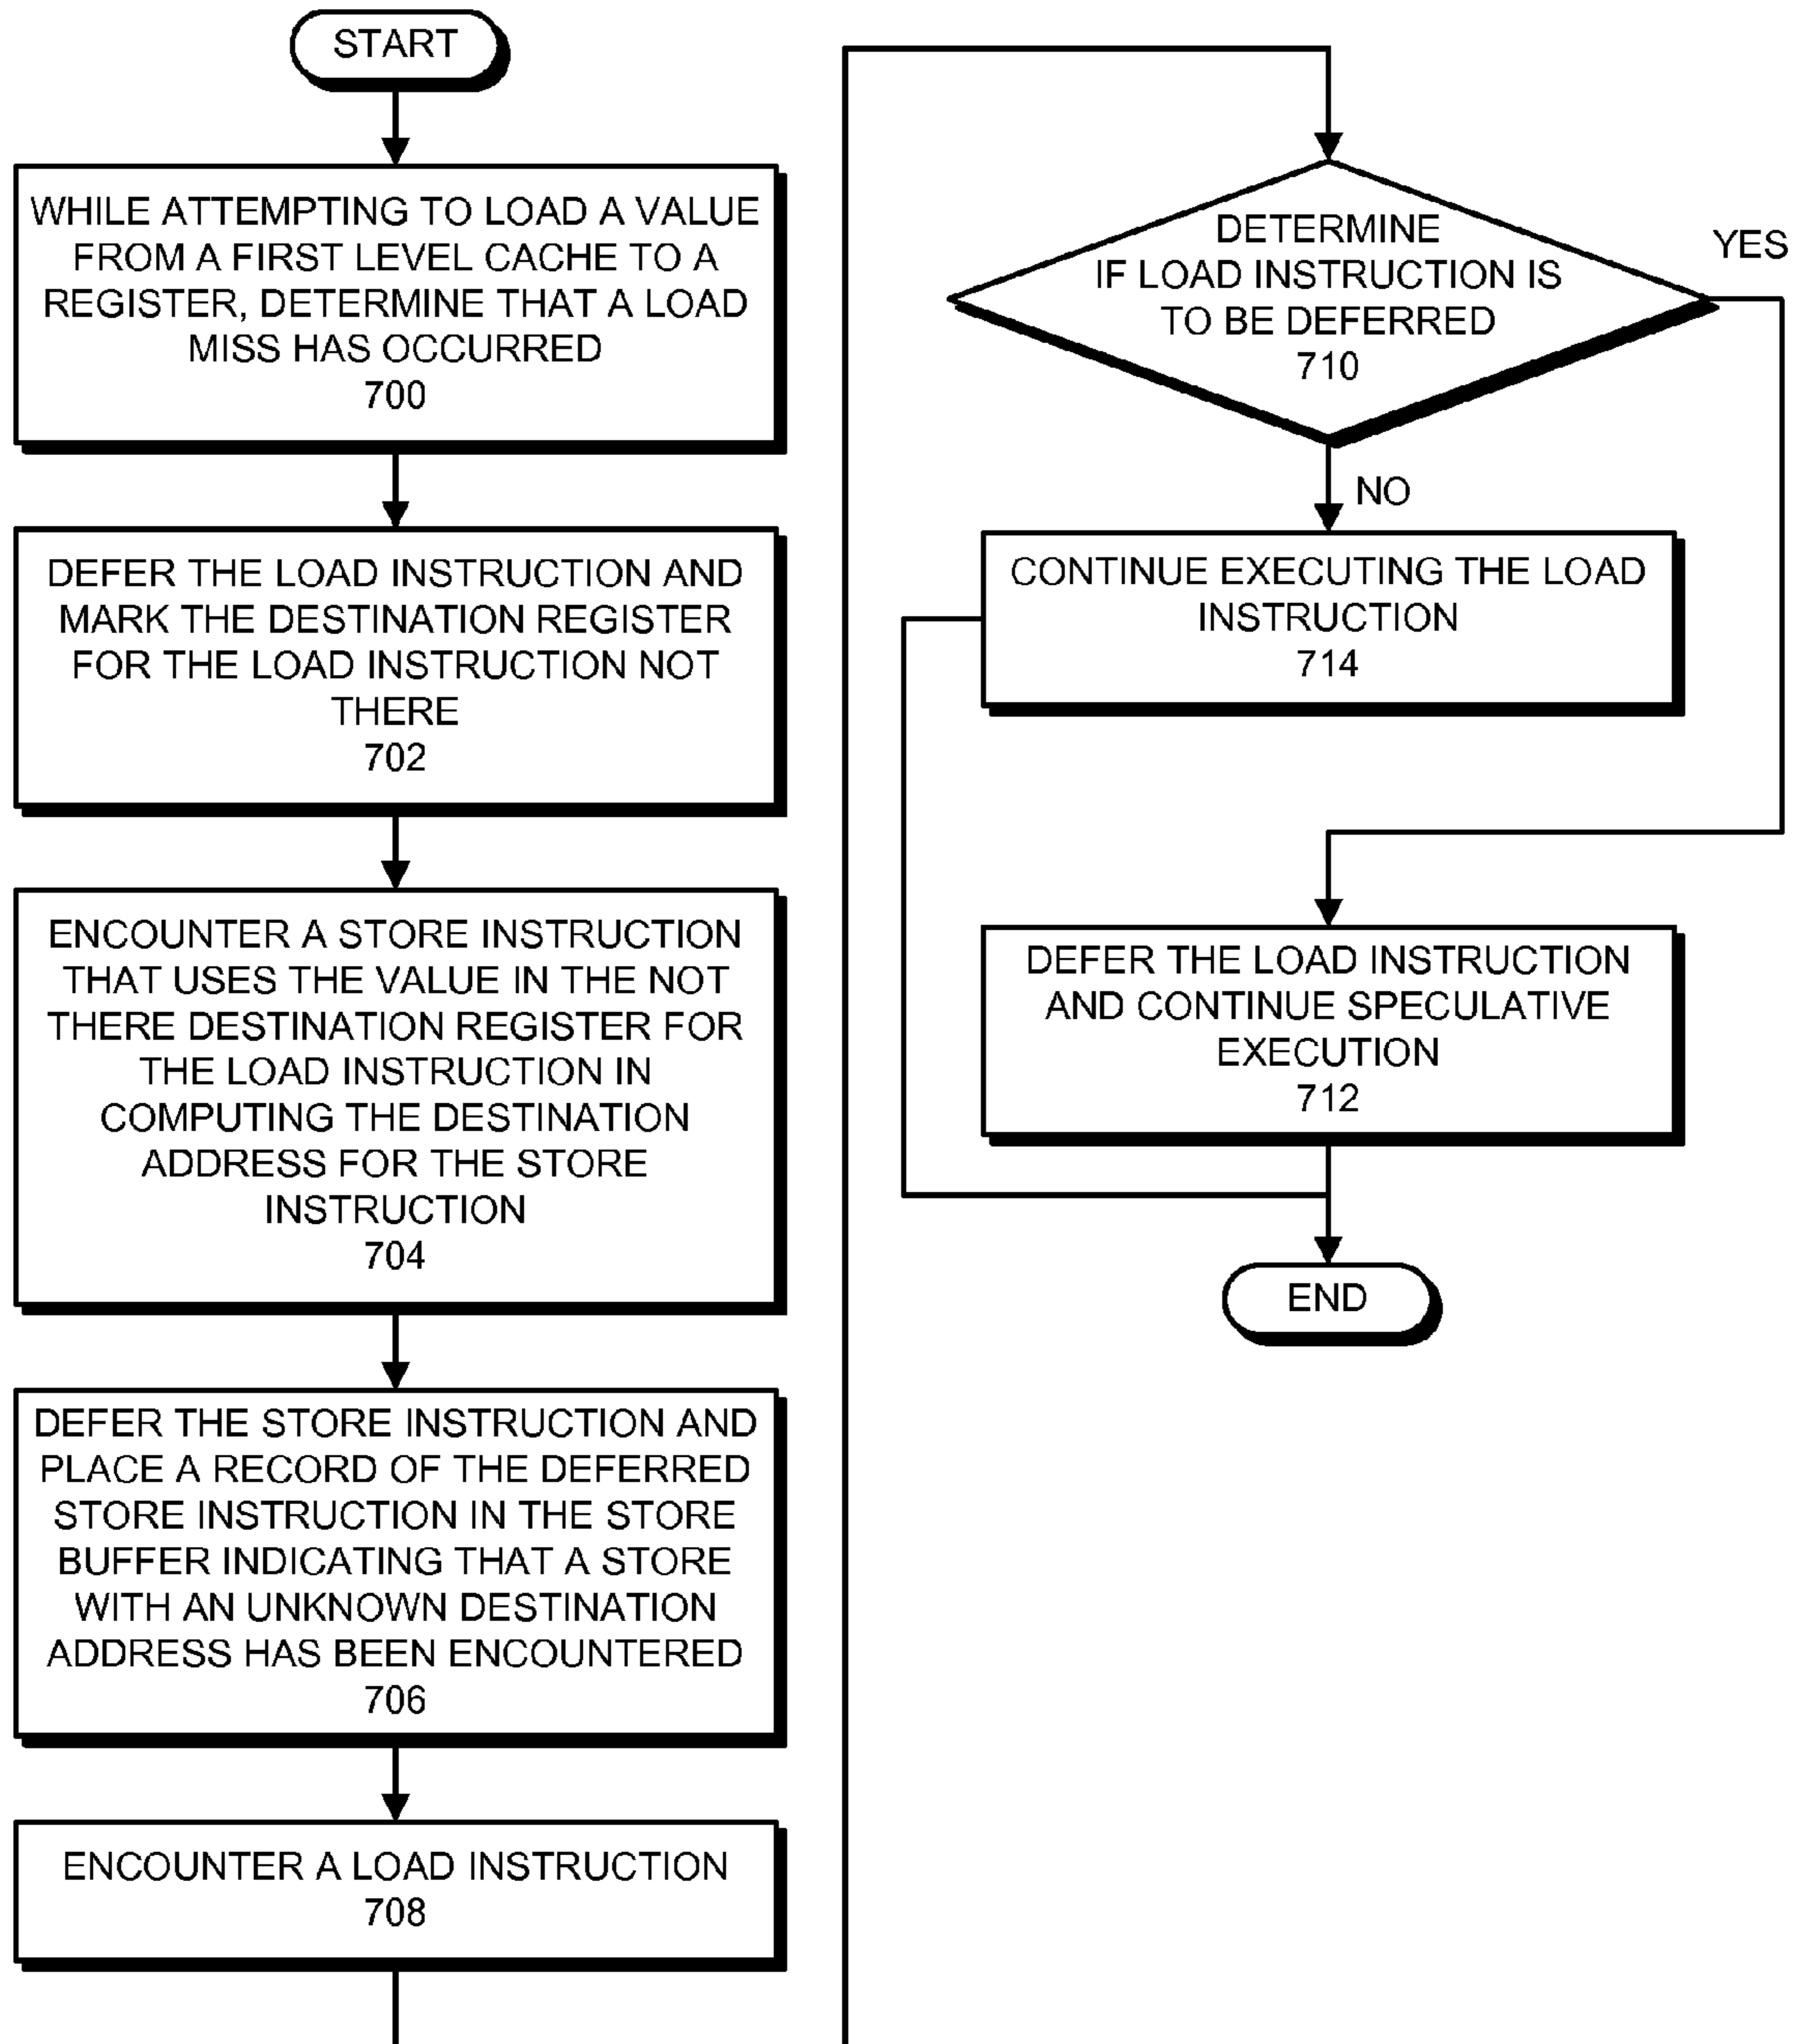 START
WHILE ATTEMPTING TO LOAD A VALUE
FROM A FIRST LEVEL CACHE TO A
REGISTER, DETERMINE THAT A LOAD
MISS HAS OCCURRED
700
DEFER THE LOAD INSTRUCTION AND
MARK THE DESTINATION REGISTER
FOR THE LOAD INSTRUCTION NOT
THERE
702
ENCOUNTER A STORE INSTRUCTION
THAT USES THE VALUE IN THE NOT
THERE DESTINATION REGISTER FOR
THE LOAD INSTRUCTION IN
COMPUTING THE DESTINATION
ADDRESS FOR THE STORE
INSTRUCTION
704
DEFER THE STORE INSTRUCTION AND
PLACE A RECORD OF THE DEFERRED
STORE INSTRUCTION IN THE STORE
BUFFER INDICATING THAT A STORE
WITH AN UNKNOWN DESTINATION
ADDRESS HAS BEEN ENCOUNTERED
706
ENCOUNTER A LOAD INSTRUCTION
708
DETERMINE
IF LOAD INSTRUCTION IS
TO BE DEFERRED
710
YES
NO
CONTINUE EXECUTING THE LOAD
INSTRUCTION
714
DEFER THE LOAD INSTRUCTION
AND CONTINUE SPECULATIVE
EXECUTION
712
END